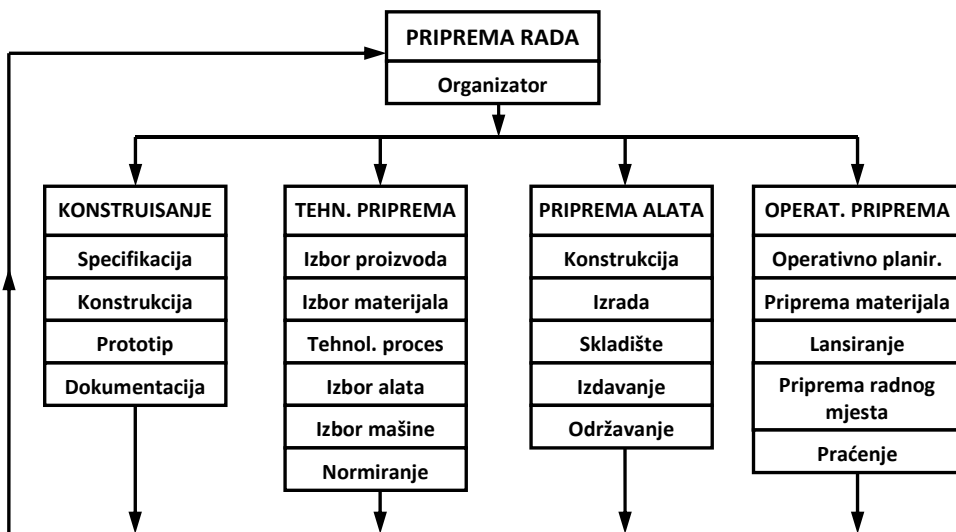 PRIPREMA RADA
Organizator
KONSTRUISANJE
Specifikacija
Konstrukcija
Prototip
Dokumentacija
TEHN. PRIPREMA
Izbor proizvoda
Izbor materijala
Tehnol. proces
Izbor alata
Izbor mašine
Normiranje
PRIPREMA ALATA
Konstrukcija
Izrada
Skladište
Izdavanje
Održavanje
OPERAT. PRIPREMA
Operativno planir.
Priprema materijala
Lansiranje
Priprema radnog
mjesta
Praćenje